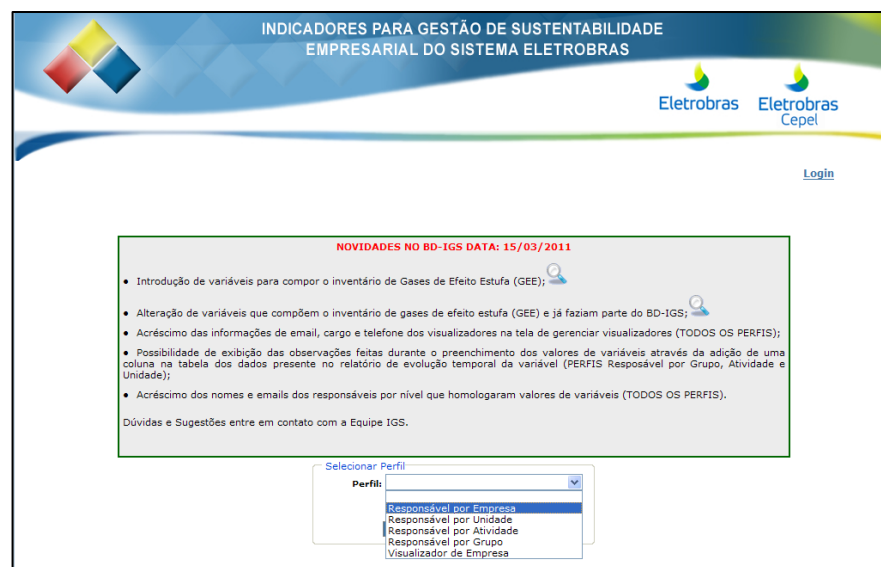 INDICADORES PARA GESTÃO DE SUSTENTABILIDADE
EMPRESARIAL DO SISTEMA ELETROBRAS
Eletrobras
Eletrobras
Cepel
Login
NOVIDADES NO BD-IGS DATA: 15/03/2011
• Introdução de variáveis para compor o inventário de Gases de Efeito Estufa (GEE);
• Alteração de variáveis que compõem o inventário de gases de efeito estufa (GEE) e já faziam parte do BD-IGS;
• Acréscimo das informações de email, cargo e telefone dos visualizadores na tela de gerenciar visualizadores (TODOS OS PERFIS);
• Possibilidade de exibição das observações feitas durante o preenchimento dos valores de variáveis através da adição de uma
coluna na tabela dos dados presente no relatório de evolução temporal da variável (PERFIS Resposável por Grupo, Atividade e
Unidade);
• Acréscimo dos nomes e emails dos responsáveis por nível que homologaram valores de variáveis (TODOS OS PERFIS).
Dúvidas e Sugestões entre em contato com a Equipe IGS.
Selecionar Perfil
Perfil:
Responsável por Empresa
Responsável por Unidade
Responsável por Atividade
Responsável por Grupo
Visualizador de Empresa